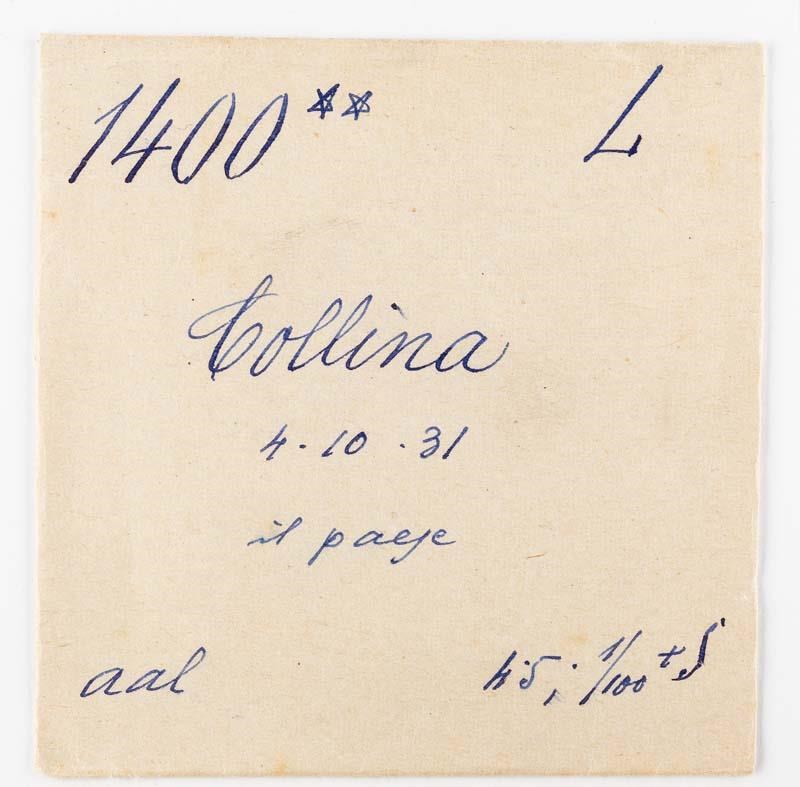 1400** L
Collina
4.10.31
il paese
aal 4.5; 1/100 + S